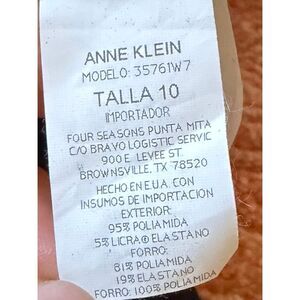 ANNE KLEIN
MODELO: 35761W7
TALLA 10
IMPORTADOR
FOUR SEASONS PUNTA MITA
C/O BRAVO LOGISTIC SERVIC
900 E. LEVEE ST.
BROWNSVILLE, TX 78520
HECHO EN E.U.A. CON
INSUMOS DE IMPORTACION
EXTERIOR:
95% POLIAMIDA
5% LICRA® ELASTANO
FORRO:
81% POLIAMIDA
19% ELASTANO
FORRO: 100% POLIAMIDA